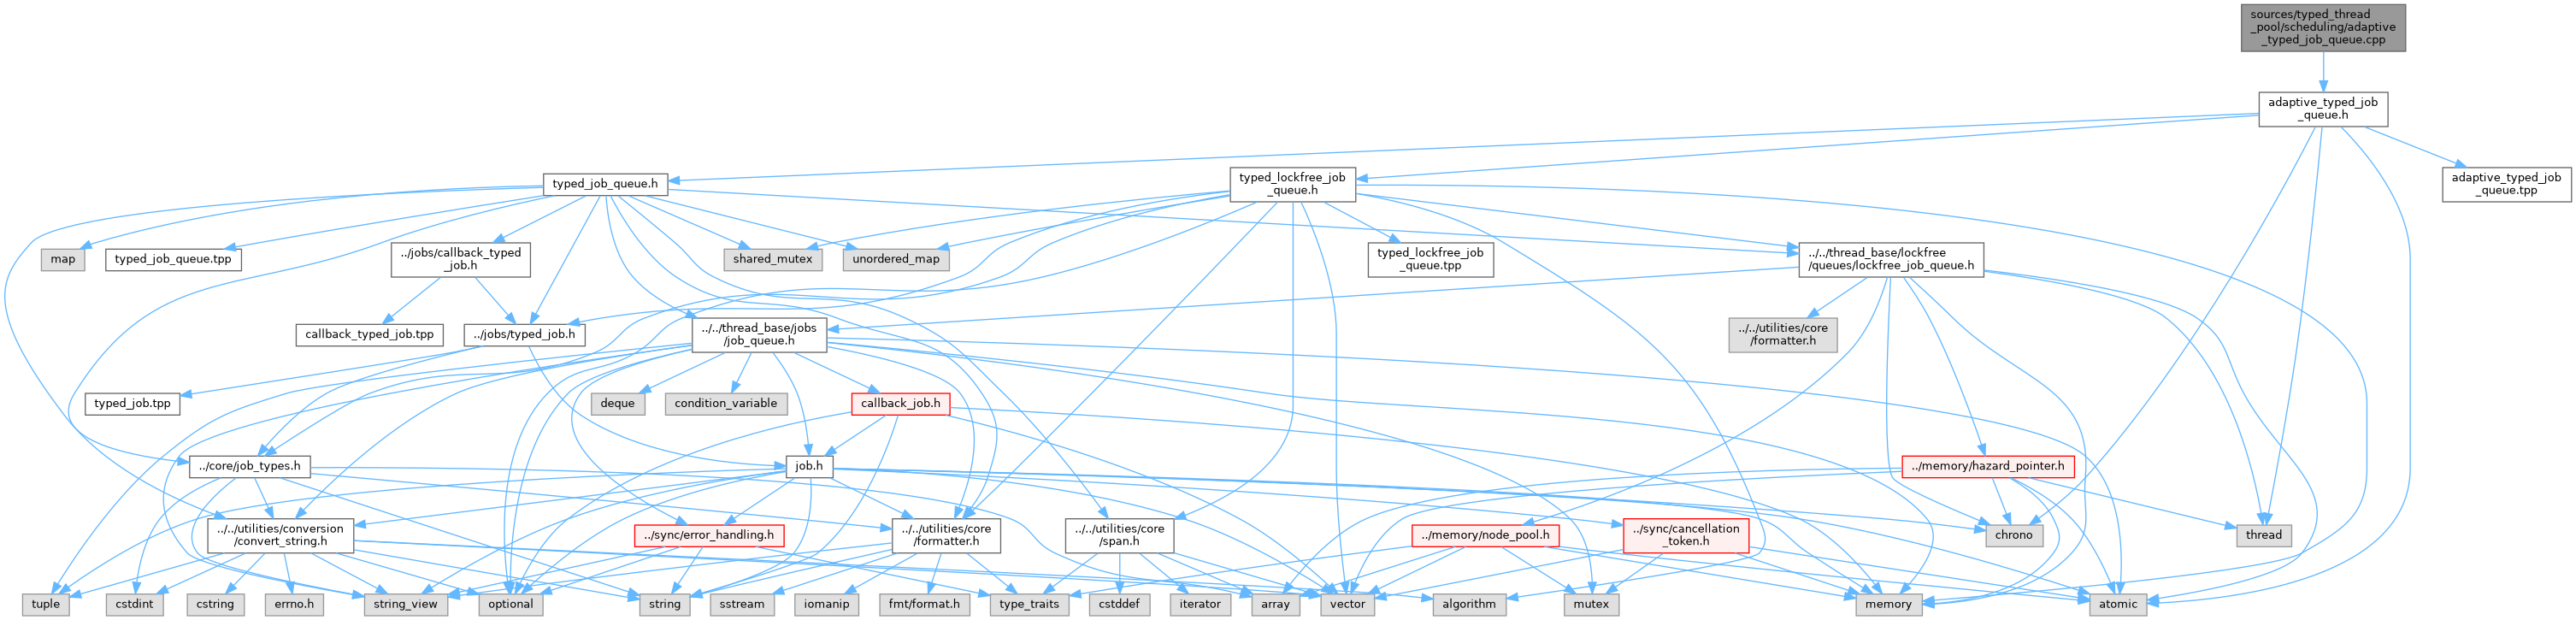 sources/typed_thread
_pool/scheduling/adaptive
_typed_job_queue.cpp
adaptive_typed_job
_queue.h
typed_job_queue.h
typed_lockfree_job
_queue.h
adaptive_typed_job
_queue.tpp
map
typed_job_queue.tpp
../jobs/callback_typed
_job.h
shared_mutex
unordered_map
typed_lockfree_job
_queue.tpp
../../thread_base/lockfree
/queues/lockfree_job_queue.h
callback_typed_job.tpp
../jobs/typed_job.h
../../thread_base/jobs
/job_queue.h
../../utilities/core
/formatter.h
typed_job.tpp
deque
condition_variable
callback_job.h
../core/job_types.h
job.h
../memory/hazard_pointer.h
../../utilities/conversion
/convert_string.h
../sync/error_handling.h
../../utilities/core
/formatter.h
../../utilities/core
/span.h
../memory/node_pool.h
../sync/cancellation
_token.h
chrono
thread
tuple
cstdint
cstring
errno.h
string_view
optional
string
sstream
iomanip
fmt/format.h
type_traits
cstddef
iterator
array
vector
algorithm
mutex
memory
atomic